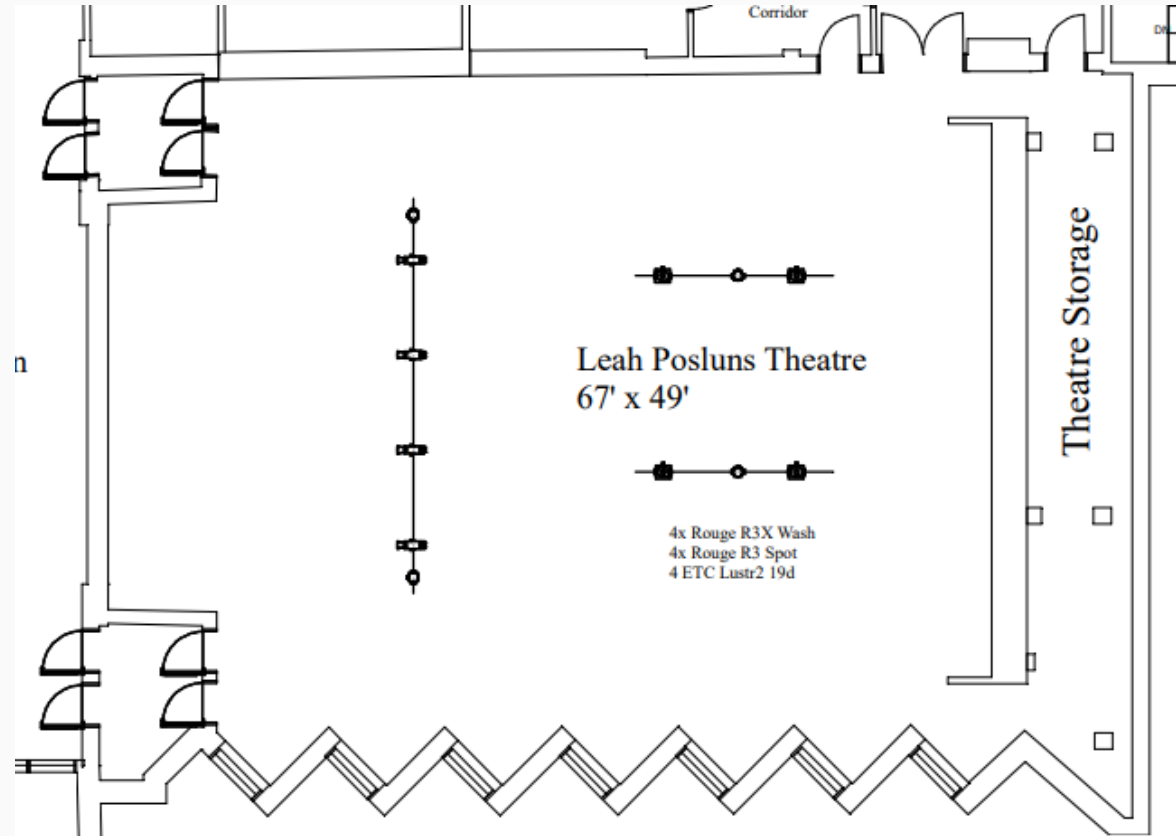 Corridor
DN
n
Leah Posluns Theatre
67' x 49'
Theatre Storage
4x Rouge R3X Wash
4x Rouge R3 Spot
4 ETC Lustr2 19d